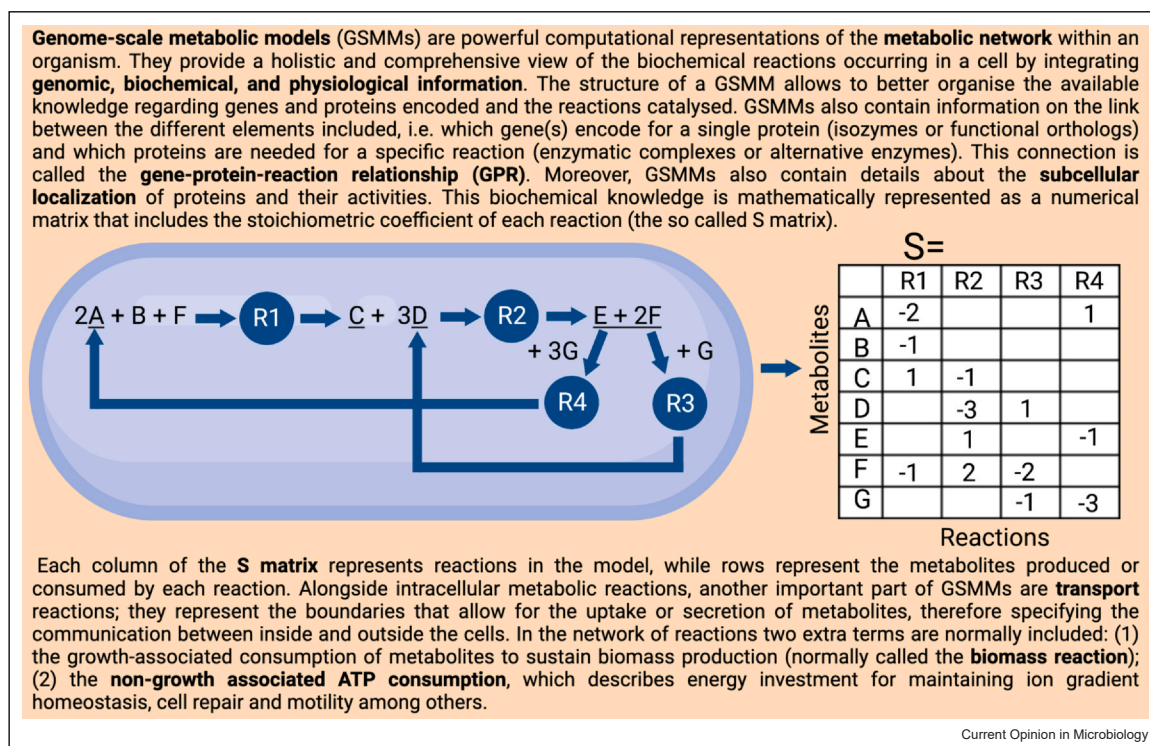 Genome-scale metabolic models (GSMMs) are powerful computational representations of the metabolic network within an
organism. They provide a holistic and comprehensive view of the biochemical reactions occurring in a cell by integrating
genomic, biochemical, and physiological information. The structure of a GSMM allows to better organise the available
knowledge regarding genes and proteins encoded and the reactions catalysed. GSMMs also contain information on the link
between the different elements included, i.e. which gene(s) encode for a single protein (isozymes or functional orthologs)
and which proteins are needed for a specific reaction (enzymatic complexes or alternative enzymes). This connection is
called the gene-protein-reaction relationship (GPR). Moreover, GSMMs also contain details about the subcellular
localization of proteins and their activities. This biochemical knowledge is mathematically represented as a numerical
matrix that includes the stoichiometric coefficient of each reaction (the so called S matrix).
2A + B + F R1 C + 3D R2 E + 2F
+ 3G + G
R4 R3
S=
R1 R2 R3 R4
Metabolites
A -2 1
B -1
C 1 -1
D -3 1
E 1 -1
F -1 2 -2
G -1 -3
Reactions
Each column of the S matrix represents reactions in the model, while rows represent the metabolites produced or
consumed by each reaction. Alongside intracellular metabolic reactions, another important part of GSMMs are transport
reactions; they represent the boundaries that allow for the uptake or secretion of metabolites, therefore specifying the
communication between inside and outside the cells. In the network of reactions two extra terms are normally included: (1)
the growth-associated consumption of metabolites to sustain biomass production (normally called the biomass reaction);
(2) the non-growth associated ATP consumption, which describes energy investment for maintaining ion gradient
homeostasis, cell repair and motility among others.
Current Opinion in Microbiology